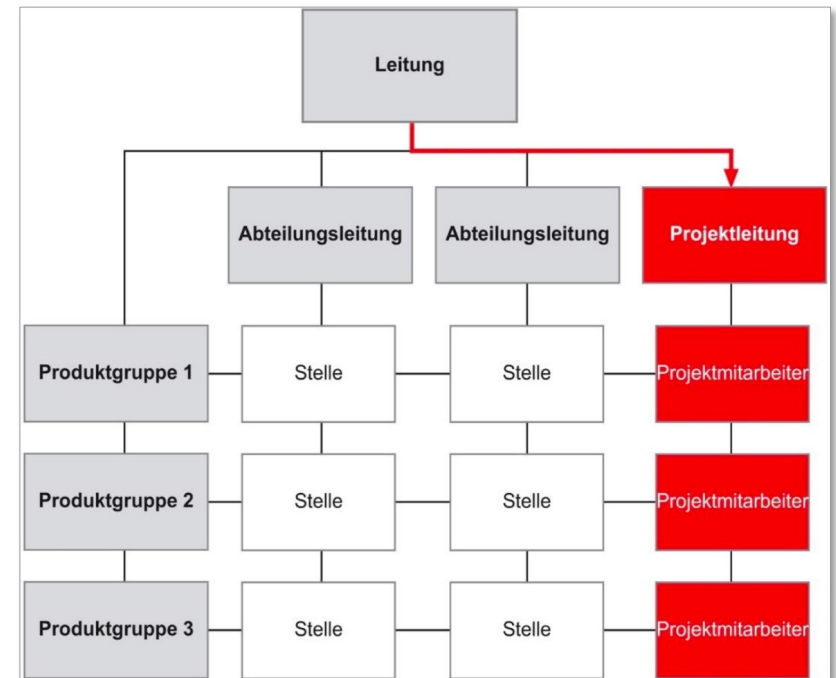 Leitung
Abteilungsleitung
Abteilungsleitung
Projektleitung
Produktgruppe 1
Stelle
Stelle
Projektmitarbeiter
Produktgruppe 2
Stelle
Stelle
Projektmitarbeiter
Produktgruppe 3
Stelle
Stelle
Projektmitarbeiter